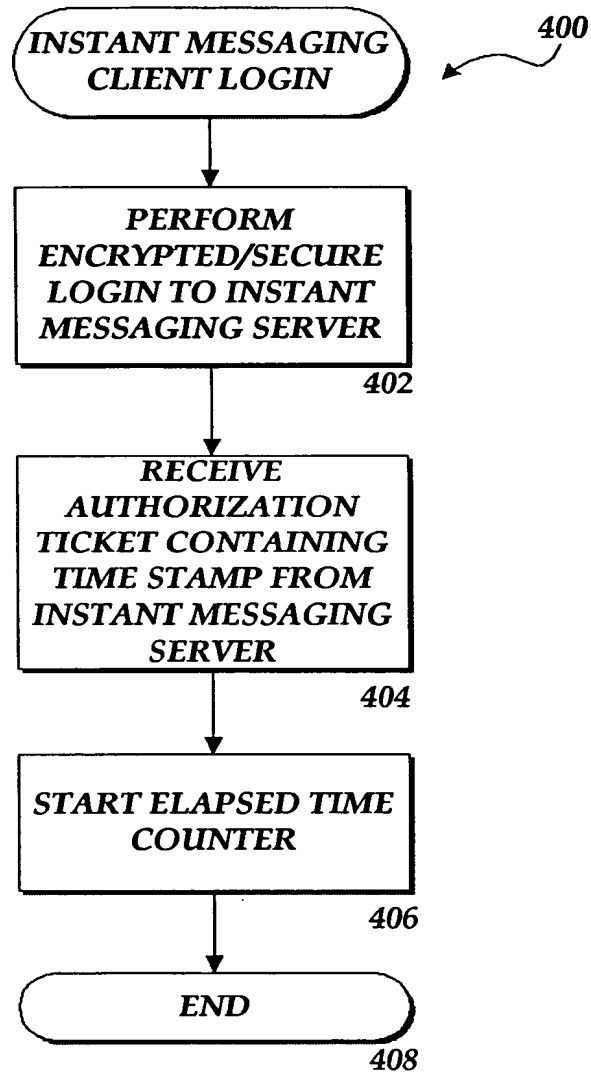 INSTANT MESSAGING
CLIENT LOGIN
400
PERFORM
ENCRYPTED/SECURE
LOGIN TO INSTANT
MESSAGING SERVER
402
RECEIVE
AUTHORIZATION
TICKET CONTAINING
TIME STAMP FROM
INSTANT MESSAGING
SERVER
404
START ELAPSED TIME
COUNTER
406
END
408